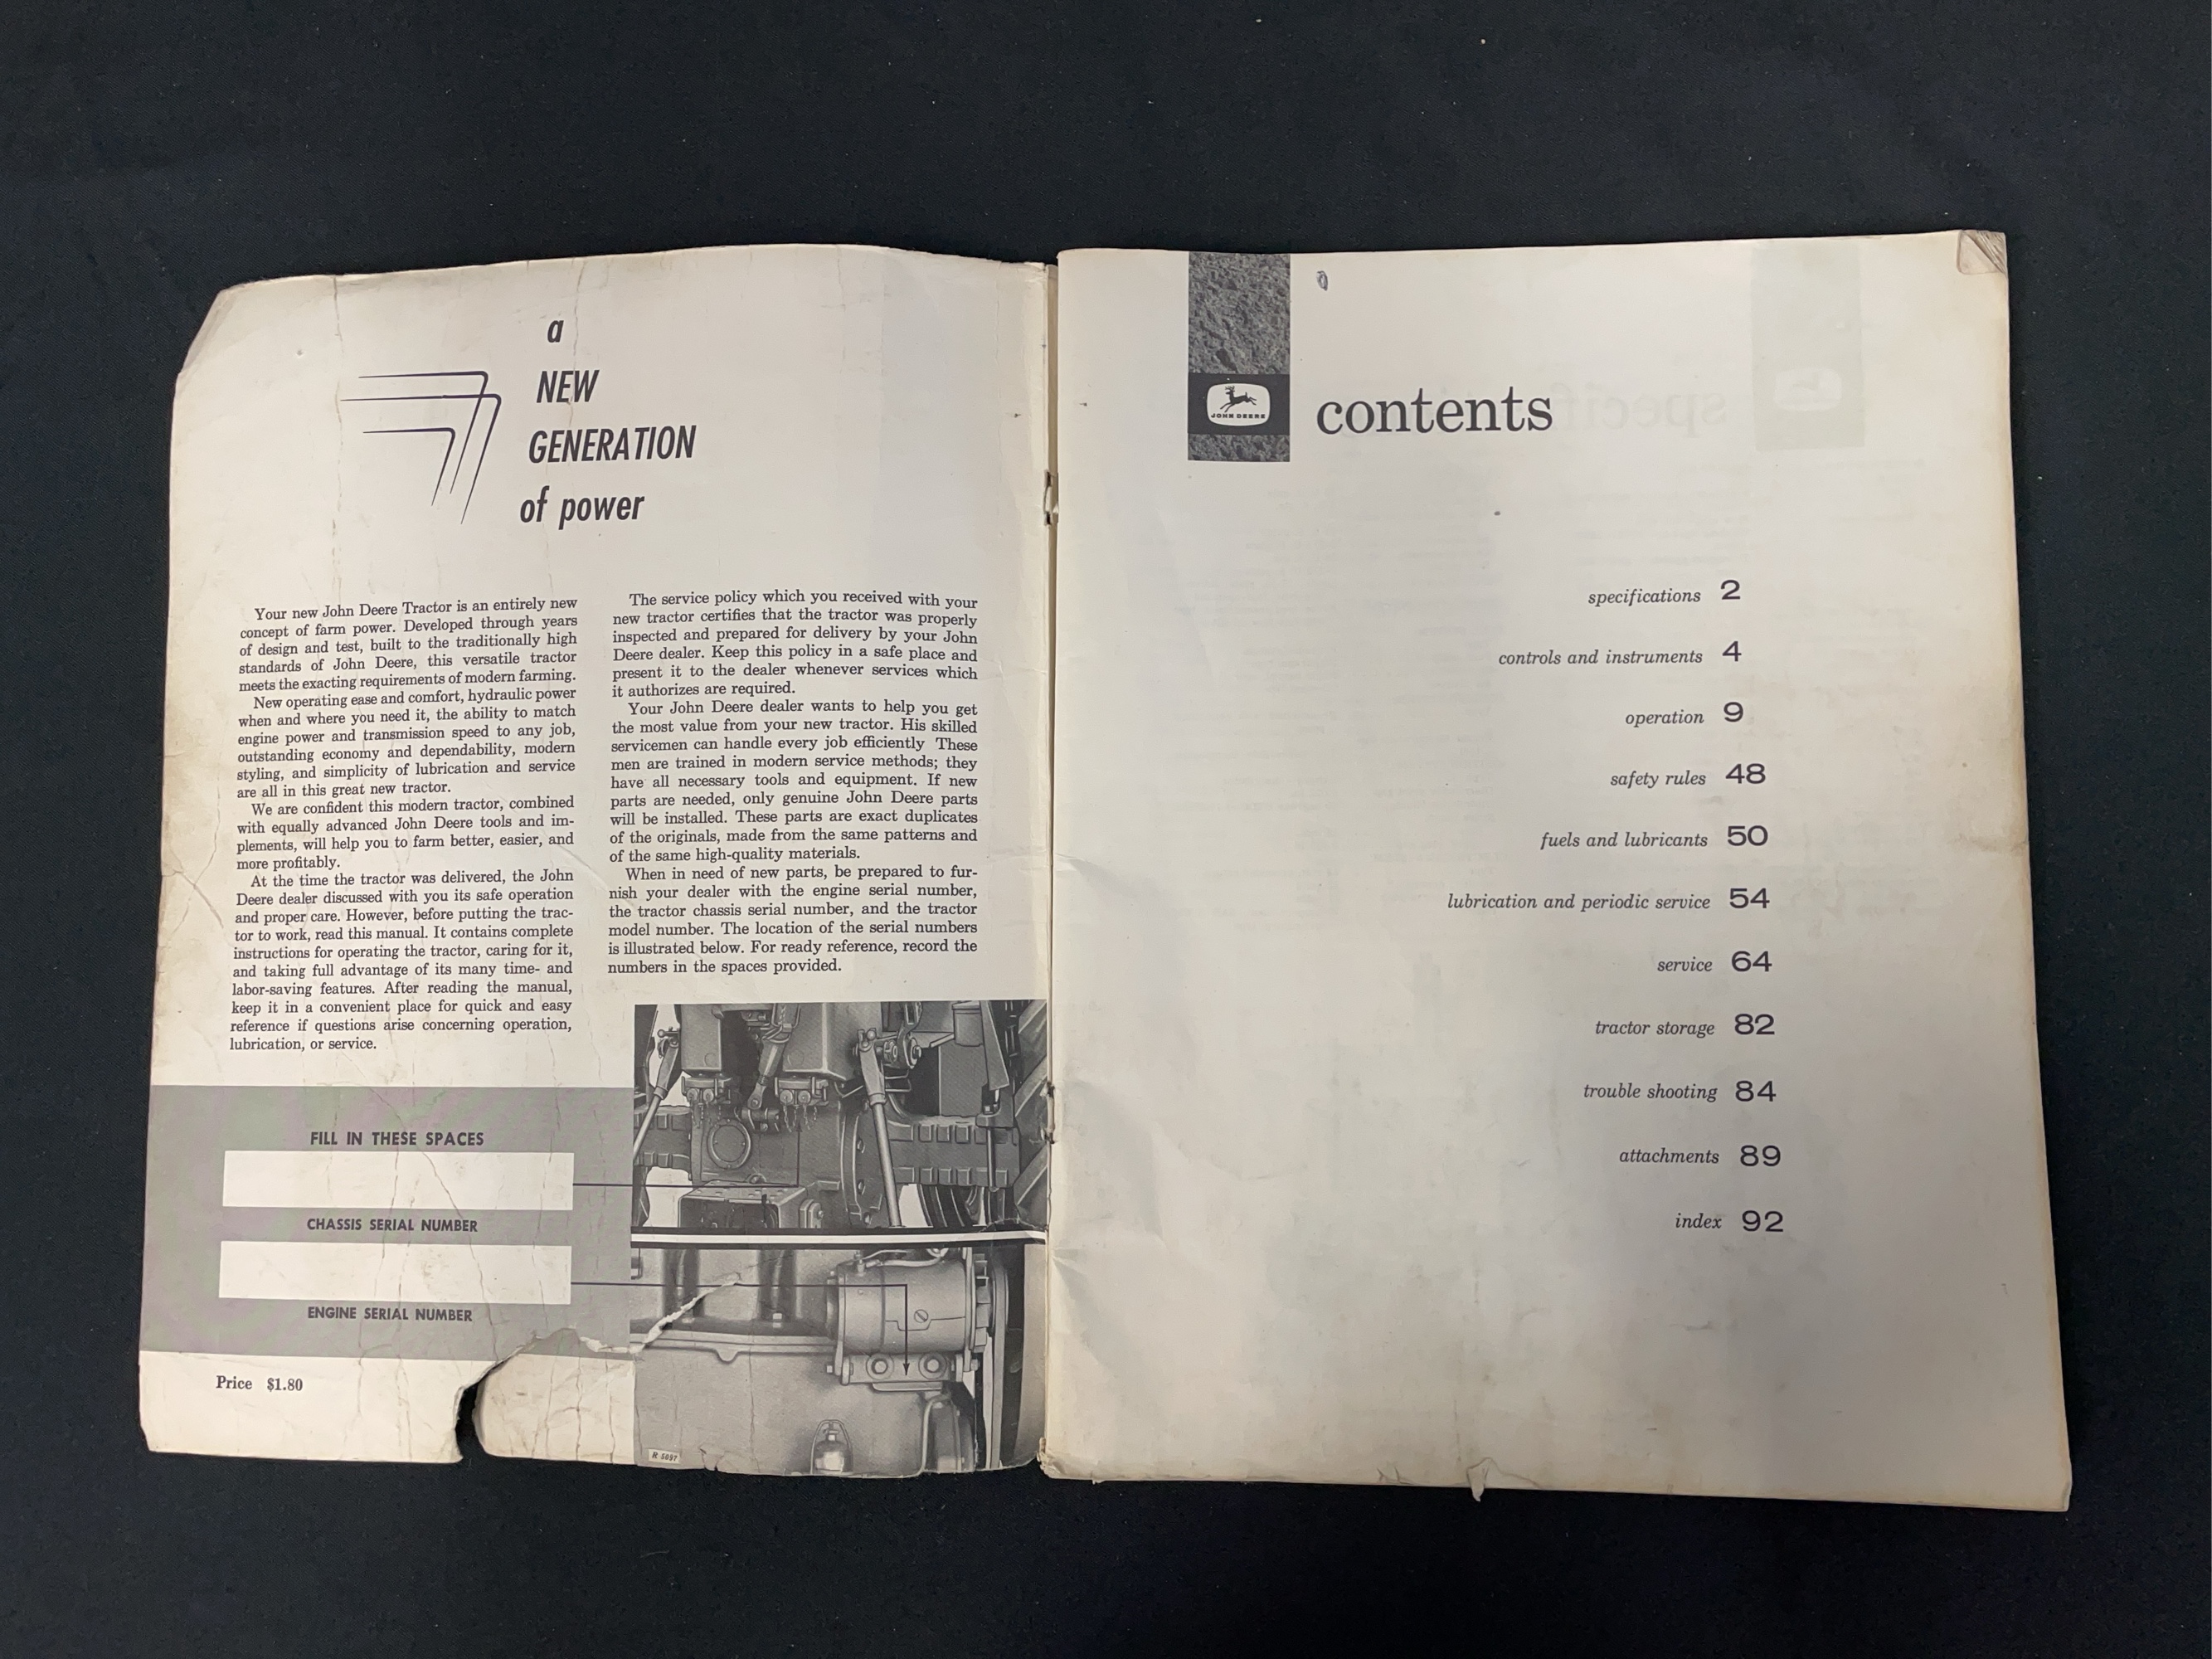 a
NEW
GENERATION
of power
Your new John Deere Tractor is an entirely new
concept of farm power. Developed through years
of design and test, built to the traditionally high
standards of John Deere, this versatile tractor
meets the exacting requirements of modern farming.
New operating ease and comfort, hydraulic power
when and where you need it, the ability to match
engine power and transmission speed to any job,
outstanding economy and dependability, modern
styling, and simplicity of lubrication and service
are all in this great new tractor.
We are confident this modern tractor, combined
with equally advanced John Deere tools and im-
plements, will help you to farm better, easier, and
more profitably.
At the time the tractor was delivered, the John
Deere dealer discussed with you its safe operation
and proper care. However, before putting the trac-
tor to work, read this manual. It contains complete
instructions for operating the tractor, caring for it,
and taking full advantage of its many time- and
labor-saving features. After reading the manual,
keep it in a convenient place for quick and easy
reference if questions arise concerning operation,
lubrication, or service.
The service policy which you received with your
new tractor certifies that the tractor was properly
inspected and prepared for delivery by your John
Deere dealer. Keep this policy in a safe place and
present it to the dealer whenever services which
it authorizes are required.
Your John Deere dealer wants to help you get
the most value from your new tractor. His skilled
servicemen can handle every job efficiently These
men are trained in modern service methods; they
have all necessary tools and equipment. If new
parts are needed, only genuine John Deere parts
will be installed. These parts are exact duplicates
of the originals, made from the same patterns and
of the same high-quality materials.
When in need of new parts, be prepared to fur-
nish your dealer with the engine serial number,
the tractor chassis serial number, and the tractor
model number. The location of the serial numbers
is illustrated below. For ready reference, record the
numbers in the spaces provided.
FILL IN THESE SPACES
CHASSIS SERIAL NUMBER
ENGINE SERIAL NUMBER
Price $1.80
R 5097
JOHN DEERE
contents
specifications 2
controls and instruments 4
operation 9
safety rules 48
fuels and lubricants 50
lubrication and periodic service 54
service 64
tractor storage 82
trouble shooting 84
attachments 89
index 92